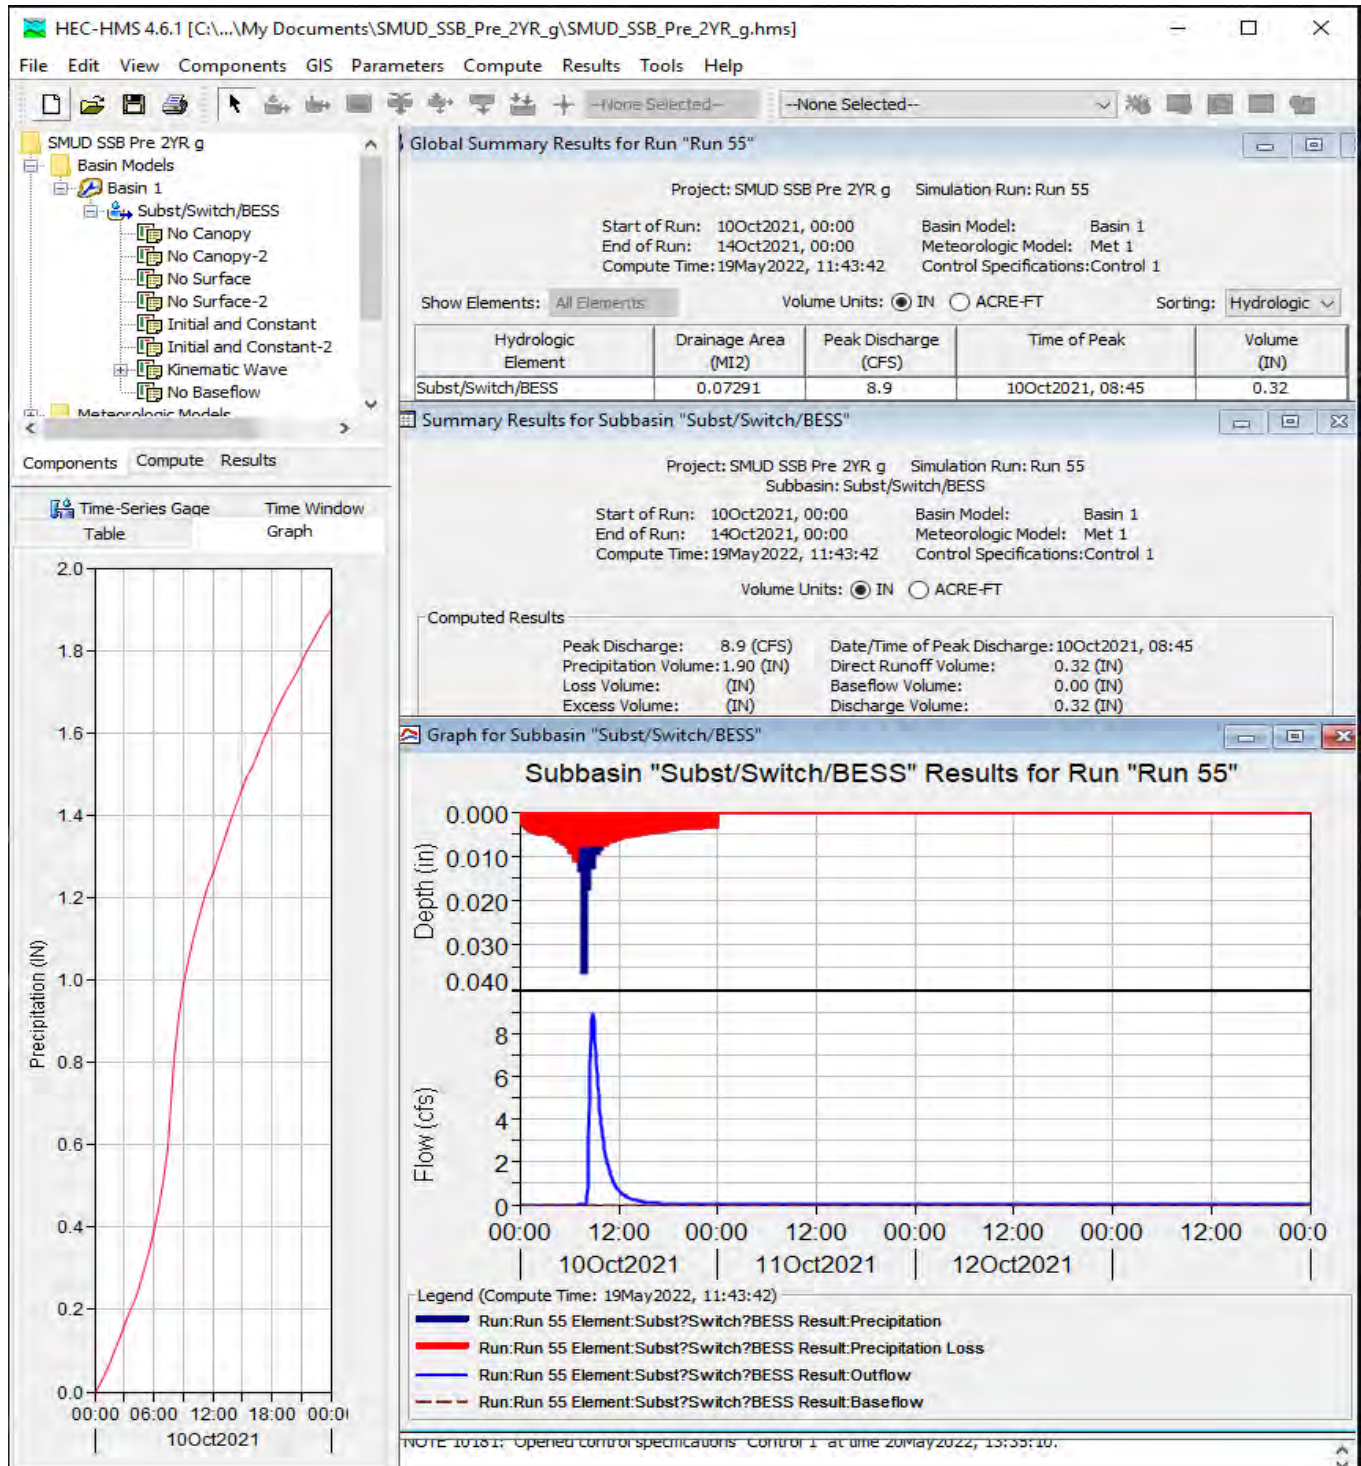 HEC-HMS 4.6.1 [C:\...\My Documents\SMUD_SSB_Pre_2YR_g\SMUD_SSB_Pre_2YR_g.hms]
File Edit View Components GIS Parameters Compute Results Tools Help
--None Selected-- --None Selected--
SMUD SSB Pre 2YR g
Basin Models
Basin 1
Subst/Switch/BESS
No Canopy
No Canopy-2
No Surface
No Surface-2
Initial and Constant
Initial and Constant-2
Kinematic Wave
No Baseflow
Meteorologic Models
Components Compute Results
Time-Series Gage Time Window
Table Graph
2.0
1.8
1.6
1.4
1.2
1.0
0.8
0.6
0.4
0.2
0.0
Precipitation (IN)
00:00 06:00 12:00 18:00 00:0
10Oct2021
Global Summary Results for Run "Run 55"
Project: SMUD SSB Pre 2YR g Simulation Run: Run 55
Start of Run: 10Oct2021, 00:00 Basin Model: Basin 1
End of Run: 14Oct2021, 00:00 Meteorologic Model: Met 1
Compute Time:19May2022, 11:43:42 Control Specifications:Control 1
Show Elements: All Elements Volume Units: IN ACRE-FT Sorting: Hydrologic
Hydrologic Drainage Area Peak Discharge Time of Peak Volume
Element (MI2) (CFS) (IN)
Subst/Switch/BESS 0.07291 8.9 10Oct2021, 08:45 0.32
Summary Results for Subbasin "Subst/Switch/BESS"
Project: SMUD SSB Pre 2YR g Simulation Run: Run 55
Subbasin: Subst/Switch/BESS
Start of Run: 10Oct2021, 00:00 Basin Model: Basin 1
End of Run: 14Oct2021, 00:00 Meteorologic Model: Met 1
Compute Time:19May2022, 11:43:42 Control Specifications:Control 1
Volume Units: IN ACRE-FT
Computed Results
Peak Discharge: 8.9 (CFS) Date/Time of Peak Discharge:10Oct2021, 08:45
Precipitation Volume:1.90 (IN) Direct Runoff Volume: 0.32 (IN)
Loss Volume: (IN) Baseflow Volume: 0.00 (IN)
Excess Volume: (IN) Discharge Volume: 0.32 (IN)
Graph for Subbasin "Subst/Switch/BESS"
Subbasin "Subst/Switch/BESS" Results for Run "Run 55"
0.000
0.010
0.020
0.030
0.040
Depth (in)
8
6
4
2
0
Flow (cfs)
00:00 12:00 00:00 12:00 00:00 12:00 00:00 12:00 00:0
10Oct2021 11Oct2021 12Oct2021
Legend (Compute Time: 19May2022, 11:43:42)
Run:Run 55 Element:Subst?Switch?BESS Result:Precipitation
Run:Run 55 Element:Subst?Switch?BESS Result:Precipitation Loss
Run:Run 55 Element:Subst?Switch?BESS Result:Outflow
Run:Run 55 Element:Subst?Switch?BESS Result:Baseflow
NOTE 10181: Opened control specifications "Control 1" at time 20May2022, 13:35:10.